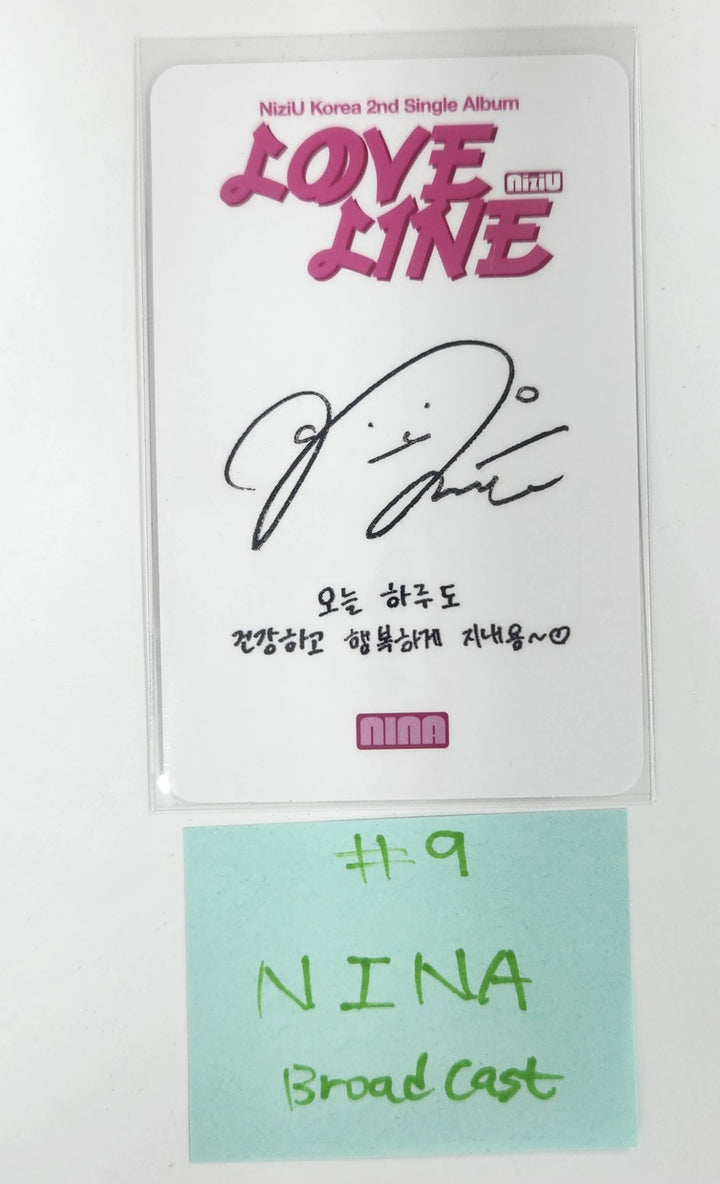 NiziU Korea 2nd Single Album
LOVE
NiziU
LINE
오늘 하루도
건강하고 행복하게 지내용~♡
NINA
#9
NINA
Broadcast